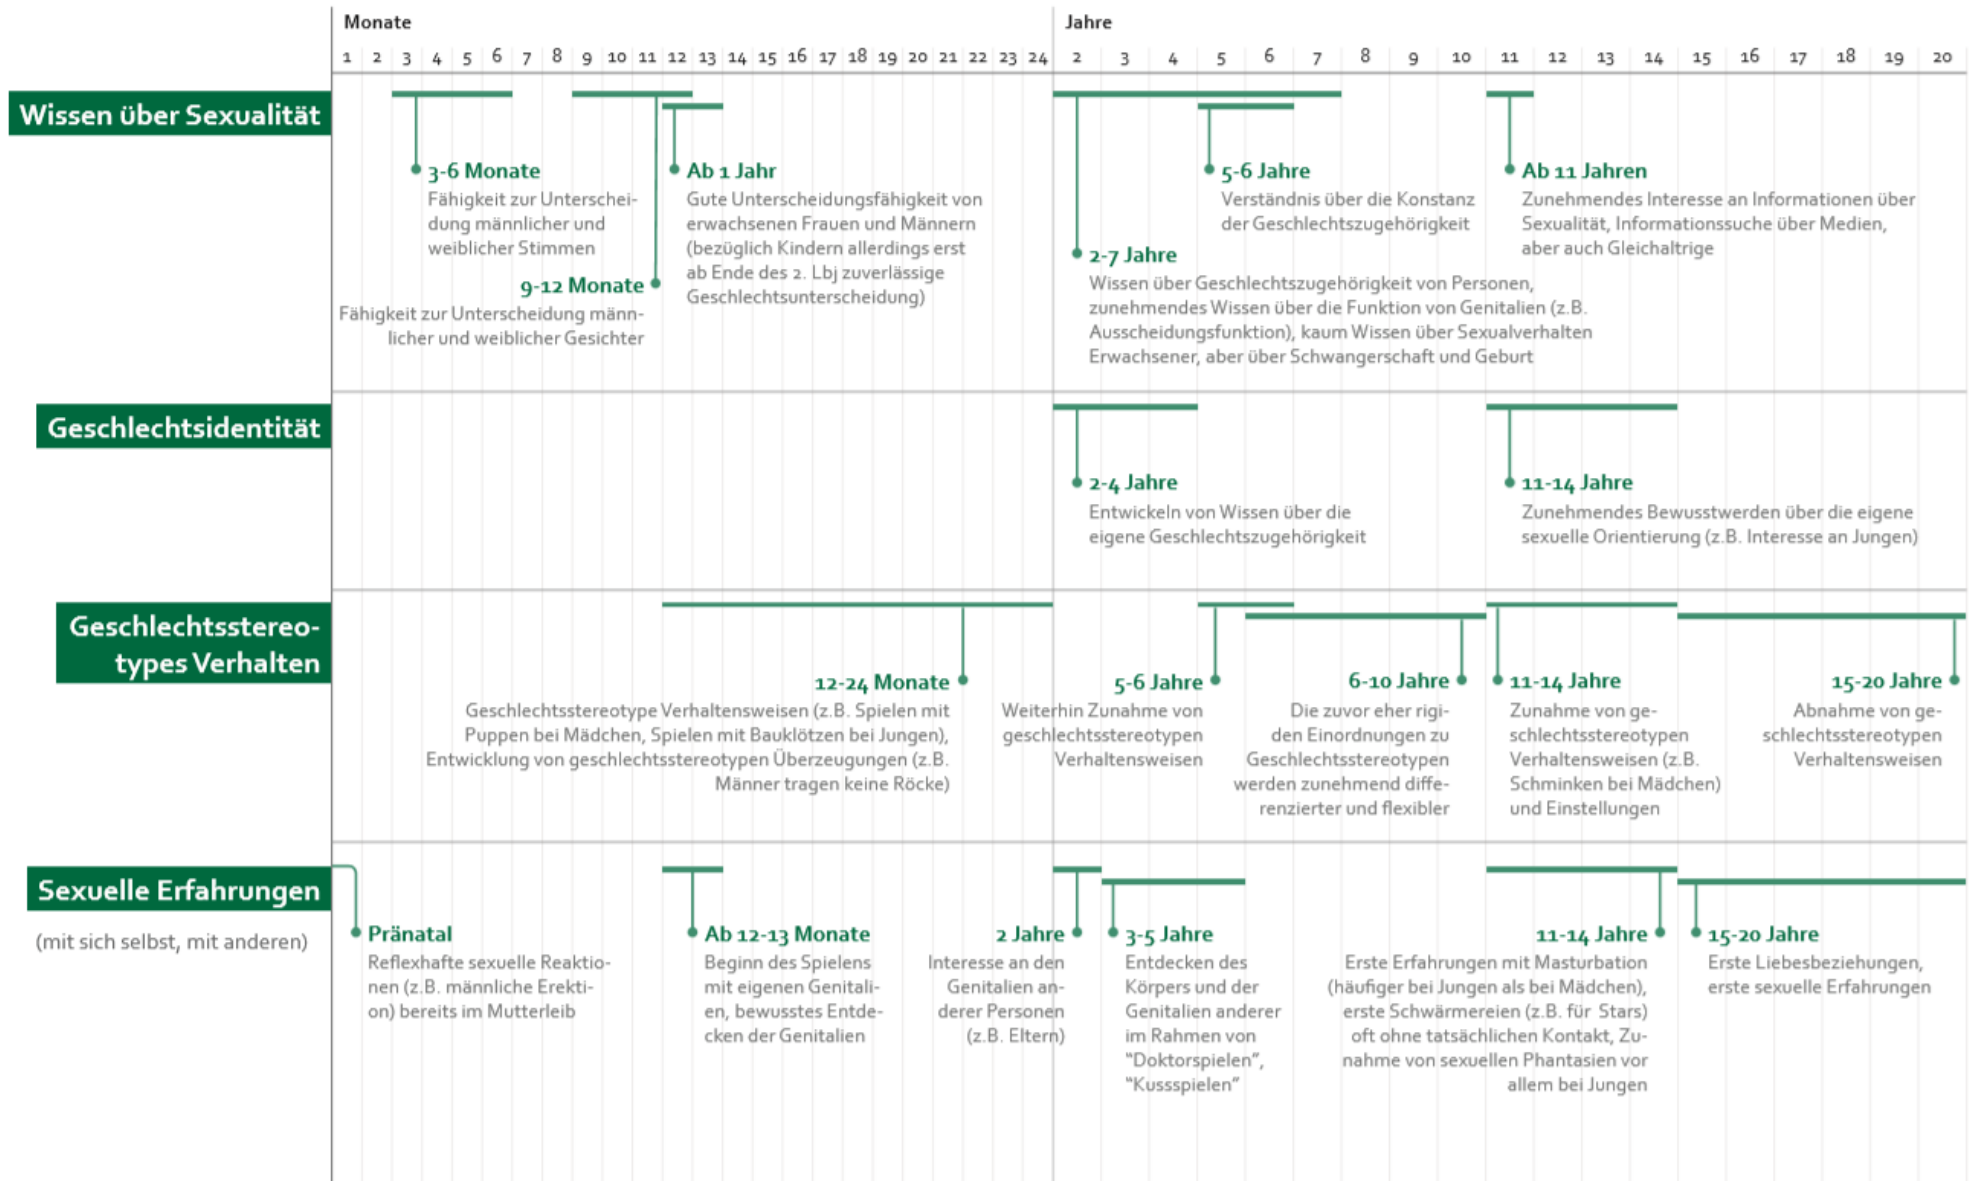 Monate
Jahre
1 2 3 4 5 6 7 8 9 10 11 12 13 14 15 16 17 18 19 20 21 22 23 24 2 3 4 5 6 7 8 9 10 11 12 13 14 15 16 17 18 19 20
Wissen über Sexualität
3-6 Monate
Fähigkeit zur Unterschei-
dung männlicher und
weiblicher Stimmen
9-12 Monate
Fähigkeit zur Unterscheidung männ-
licher und weiblicher Gesichter
Ab 1 Jahr
Gute Unterscheidungsfähigkeit von
erwachsenen Frauen und Männern
(bezüglich Kindern allerdings erst
ab Ende des 2. Lbj zuverlässige
Geschlechtsunterscheidung)
2-7 Jahre
Wissen über Geschlechtszugehörigkeit von Personen,
zunehmendes Wissen über die Funktion von Genitalien (z.B.
Ausscheidungsfunktion), kaum Wissen über Sexualverhalten
Erwachsener, aber über Schwangerschaft und Geburt
5-6 Jahre
Verständnis über die Konstanz
der Geschlechtszugehörigkeit
Ab 11 Jahren
Zunehmendes Interesse an Informationen über
Sexualität, Informationssuche über Medien,
aber auch Gleichaltrige
Geschlechtsidentität
2-4 Jahre
Entwickeln von Wissen über die
eigene Geschlechtszugehörigkeit
11-14 Jahre
Zunehmendes Bewusstwerden über die eigene
sexuelle Orientierung (z.B. Interesse an Jungen)
Geschlechtsstereo-
types Verhalten
12-24 Monate
Geschlechtsstereotype Verhaltensweisen (z.B. Spielen mit
Puppen bei Mädchen, Spielen mit Bauklötzen bei Jungen),
Entwicklung von geschlechtsstereotypen Überzeugungen (z.B.
Männer tragen keine Röcke)
5-6 Jahre
Weiterhin Zunahme von
geschlechtsstereotypen
Verhaltensweisen
6-10 Jahre
Die zuvor eher rigi-
den Einordnungen zu
Geschlechtsstereotypen
werden zunehmend diffe-
renzierter und flexibler
11-14 Jahre
Zunahme von ge-
schlechtsstereotypen
Verhaltensweisen (z.B.
Schminken bei Mädchen)
und Einstellungen
15-20 Jahre
Abnahme von ge-
schlechtsstereotypen
Verhaltensweisen
Sexuelle Erfahrungen
(mit sich selbst, mit anderen)
Pränatal
Reflexhafte sexuelle Reaktio-
nen (z.B. männliche Erekti-
on) bereits im Mutterleib
Ab 12-13 Monate
Beginn des Spielens
mit eigenen Genitali-
en, bewusstes Entde-
cken der Genitalien
2 Jahre
Interesse an den
Genitalien an-
derer Personen
(z.B. Eltern)
3-5 Jahre
Entdecken des
Körpers und der
Genitalien anderer
im Rahmen von
"Doktorspielen",
"Kussspielen"
11-14 Jahre
Erste Erfahrungen mit Masturbation
(häufiger bei Jungen als bei Mädchen),
erste Schwärmereien (z.B. für Stars)
oft ohne tatsächlichen Kontakt, Zu-
nahme von sexuellen Phantasien vor
allem bei Jungen
15-20 Jahre
Erste Liebesbeziehungen,
erste sexuelle Erfahrungen